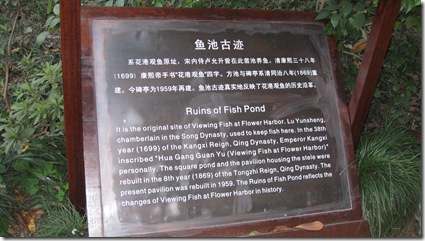 鱼池古迹
系花港观鱼原址，宋内侍卢允升曾在此凿池养鱼。清康熙三十八年
（1699）康熙帝手书“花港观鱼”四字。方池与碑亭系清同治八年(1869)重
建，今碑亭为1959年再建。鱼池古迹真实地反映了花港观鱼的历史沿革。
Ruins of Fish Pond
It is the original site of Viewing Fish at Flower Harbor. Lu Yunsheng,
chamberlain in the Song Dynasty, used to keep fish here. In the 38th
year (1699) of the Kangxi Reign, Qing Dynasty, Emperor Kangxi
inscribed "Hua Gang Guan Yu (Viewing Fish at Flower Harbor)"
personally. The square pond and the pavilion housing the stele were
rebuilt in the 8th year (1869) of the Tongzhi Reign, Qing Dynasty. The
present pavilion was rebuilt in 1959. The Ruins of Fish Pond reflects the
changes of Viewing Fish at Flower Harbor in history.